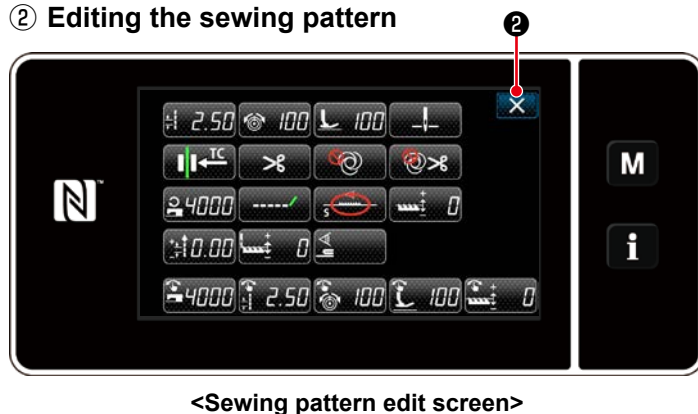 ② Editing the sewing pattern
❷
2.50 100 100
TC
4000 S 0
0.00 0
4000 2.50 100 100 0
M
i
<Sewing pattern edit screen>